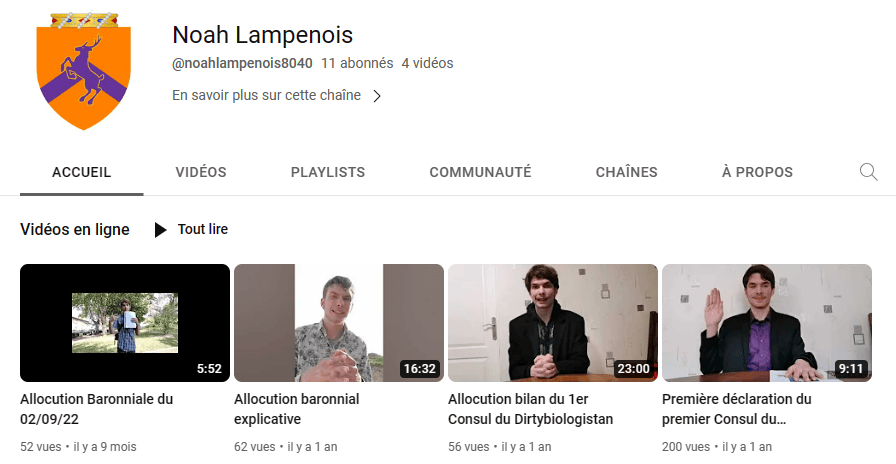 Noah Lampenois
@noahlampenois8040 11 abonnés 4 vidéos
En savoir plus sur cette chaîne
ACCUEIL VIDÉOS PLAYLISTS COMMUNAUTÉ CHAÎNES À PROPOS
Vidéos en ligne Tout lire
5:52 16:32 23:00 9:11
Allocution Baronniale du
02/09/22
52 vues • il y a 9 mois
Allocution baronnial
explicative
62 vues • il y a 1 an
Allocution bilan du 1er
Consul du Dirtybiologistan
56 vues • il y a 1 an
Première déclaration du
premier Consul du…
200 vues • il y a 1 an